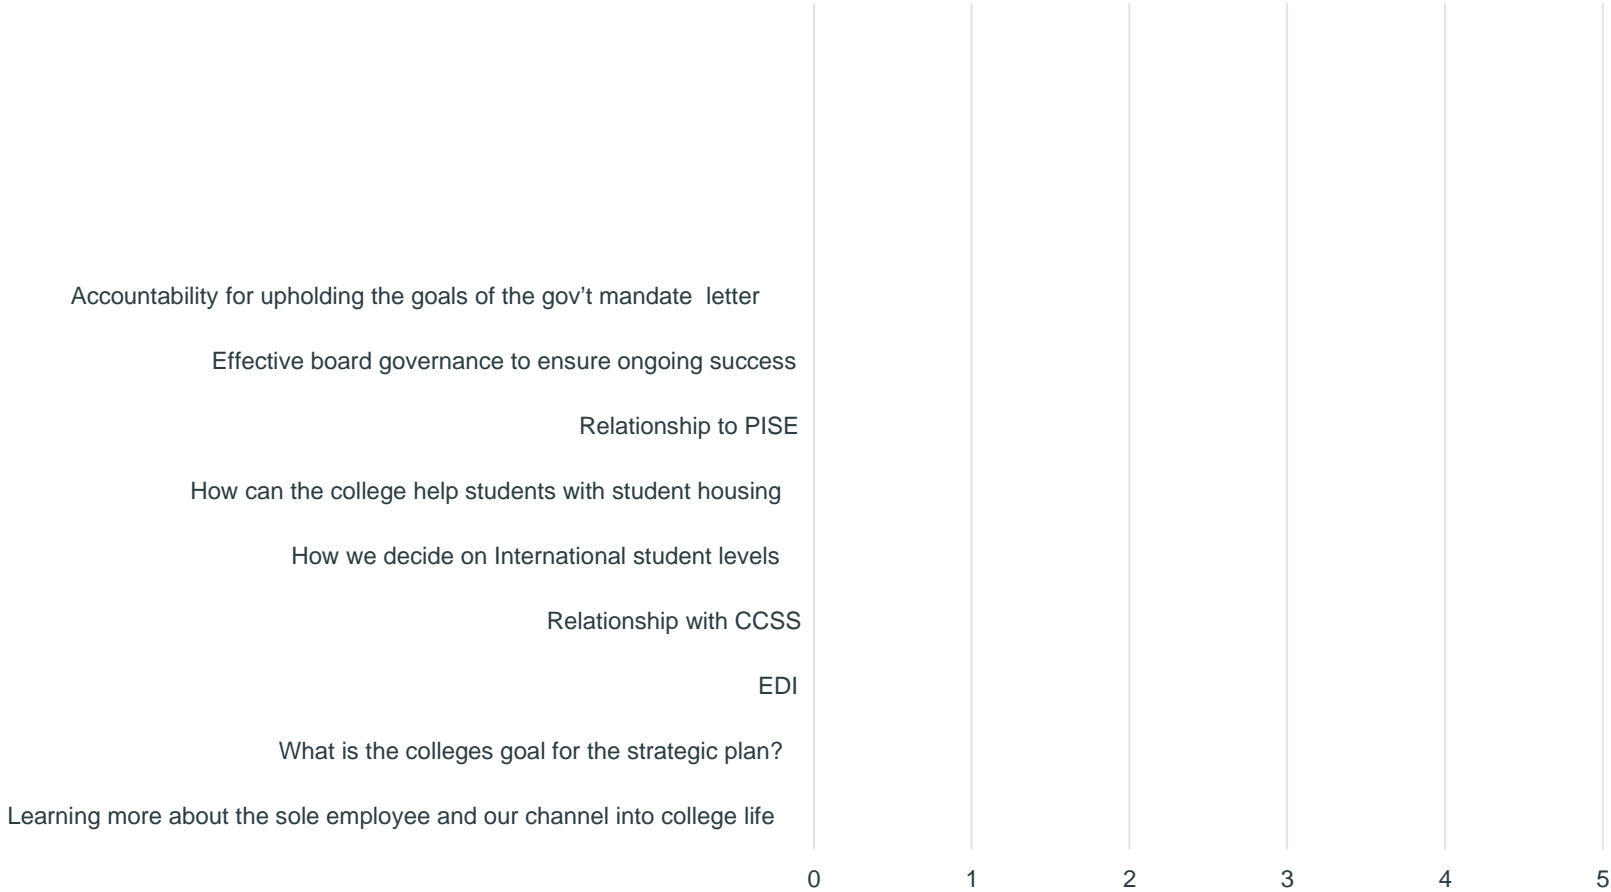 Accountability for upholding the goals of the gov’t mandate  letter
Effective board governance to ensure ongoing success
Relationship to PISE
How can the college help students with student housing
How we decide on International student levels
Relationship with CCSS
EDI
What is the colleges goal for the strategic plan?
Learning more about the sole employee and our channel into college life
0 1 2 3 4 5